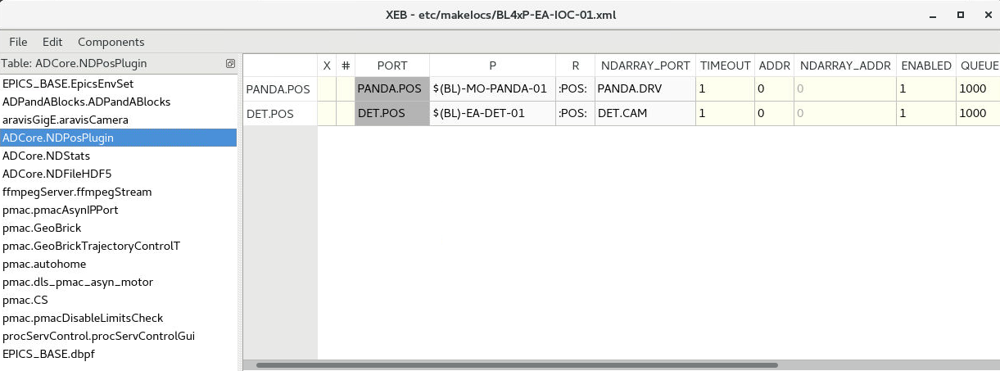 XEB - etc/makeIocs/BL4xP-EA-IOC-01.xml
File Edit Components
Table: ADCore.NDPosPlugin
EPICS_BASE.EpicsEnvSet
ADPandABlocks.ADPandABlocks
aravisGigE.aravisCamera
ADCore.NDPosPlugin
ADCore.NDStats
ADCore.NDFileHDF5
ffmpegServer.ffmpegStream
pmac.pmacAsynIPPort
pmac.GeoBrick
pmac.GeoBrickTrajectoryControlT
pmac.autohome
pmac.dls_pmac_asyn_motor
pmac.CS
pmac.pmacDisableLimitsCheck
procServControl.procServControlGui
EPICS_BASE.dbpf
X # PORT P R NDARRAY_PORT TIMEOUT ADDR NDARRAY_ADDR ENABLED QUEUE
PANDA.POS PANDA.POS $(BL)-MO-PANDA-01 :POS: PANDA.DRV 1 0 0 1 1000
DET.POS DET.POS $(BL)-EA-DET-01 :POS: DET.CAM 1 0 0 1 1000